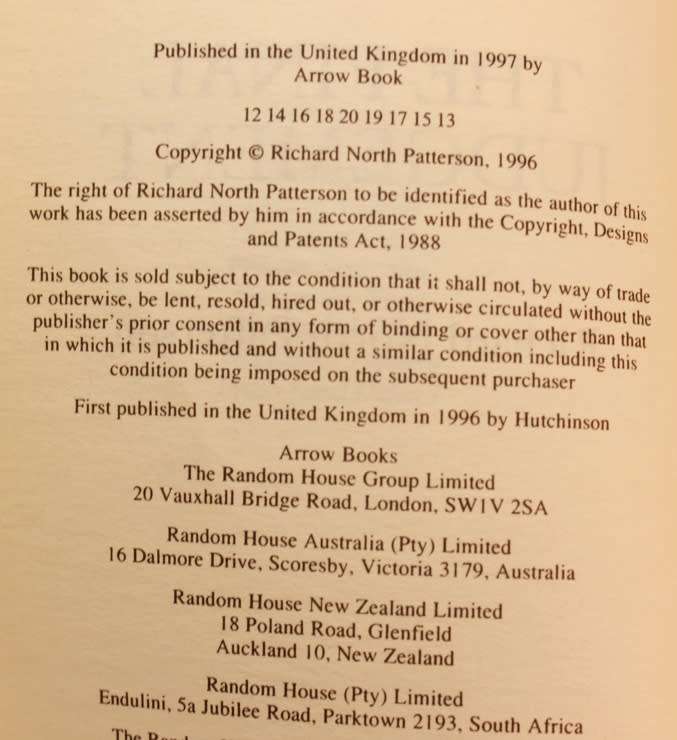 Published in the United Kingdom in 1997 by
Arrow Book
12 14 16 18 20 19 17 15 13
Copyright © Richard North Patterson, 1996
The right of Richard North Patterson to be identified as the author of this
work has been asserted by him in accordance with the Copyright, Designs
and Patents Act, 1988
This book is sold subject to the condition that it shall not, by way of trade
or otherwise, be lent, resold, hired out, or otherwise circulated without the
publisher's prior consent in any form of binding or cover other than that
in which it is published and without a similar condition including this
condition being imposed on the subsequent purchaser
First published in the United Kingdom in 1996 by Hutchinson
Arrow Books
The Random House Group Limited
20 Vauxhall Bridge Road, London, SW1V 2SA
Random House Australia (Pty) Limited
16 Dalmore Drive, Scoresby, Victoria 3179, Australia
Random House New Zealand Limited
18 Poland Road, Glenfield
Auckland 10, New Zealand
Random House (Pty) Limited
Endulini, 5a Jubilee Road, Parktown 2193, South Africa
The